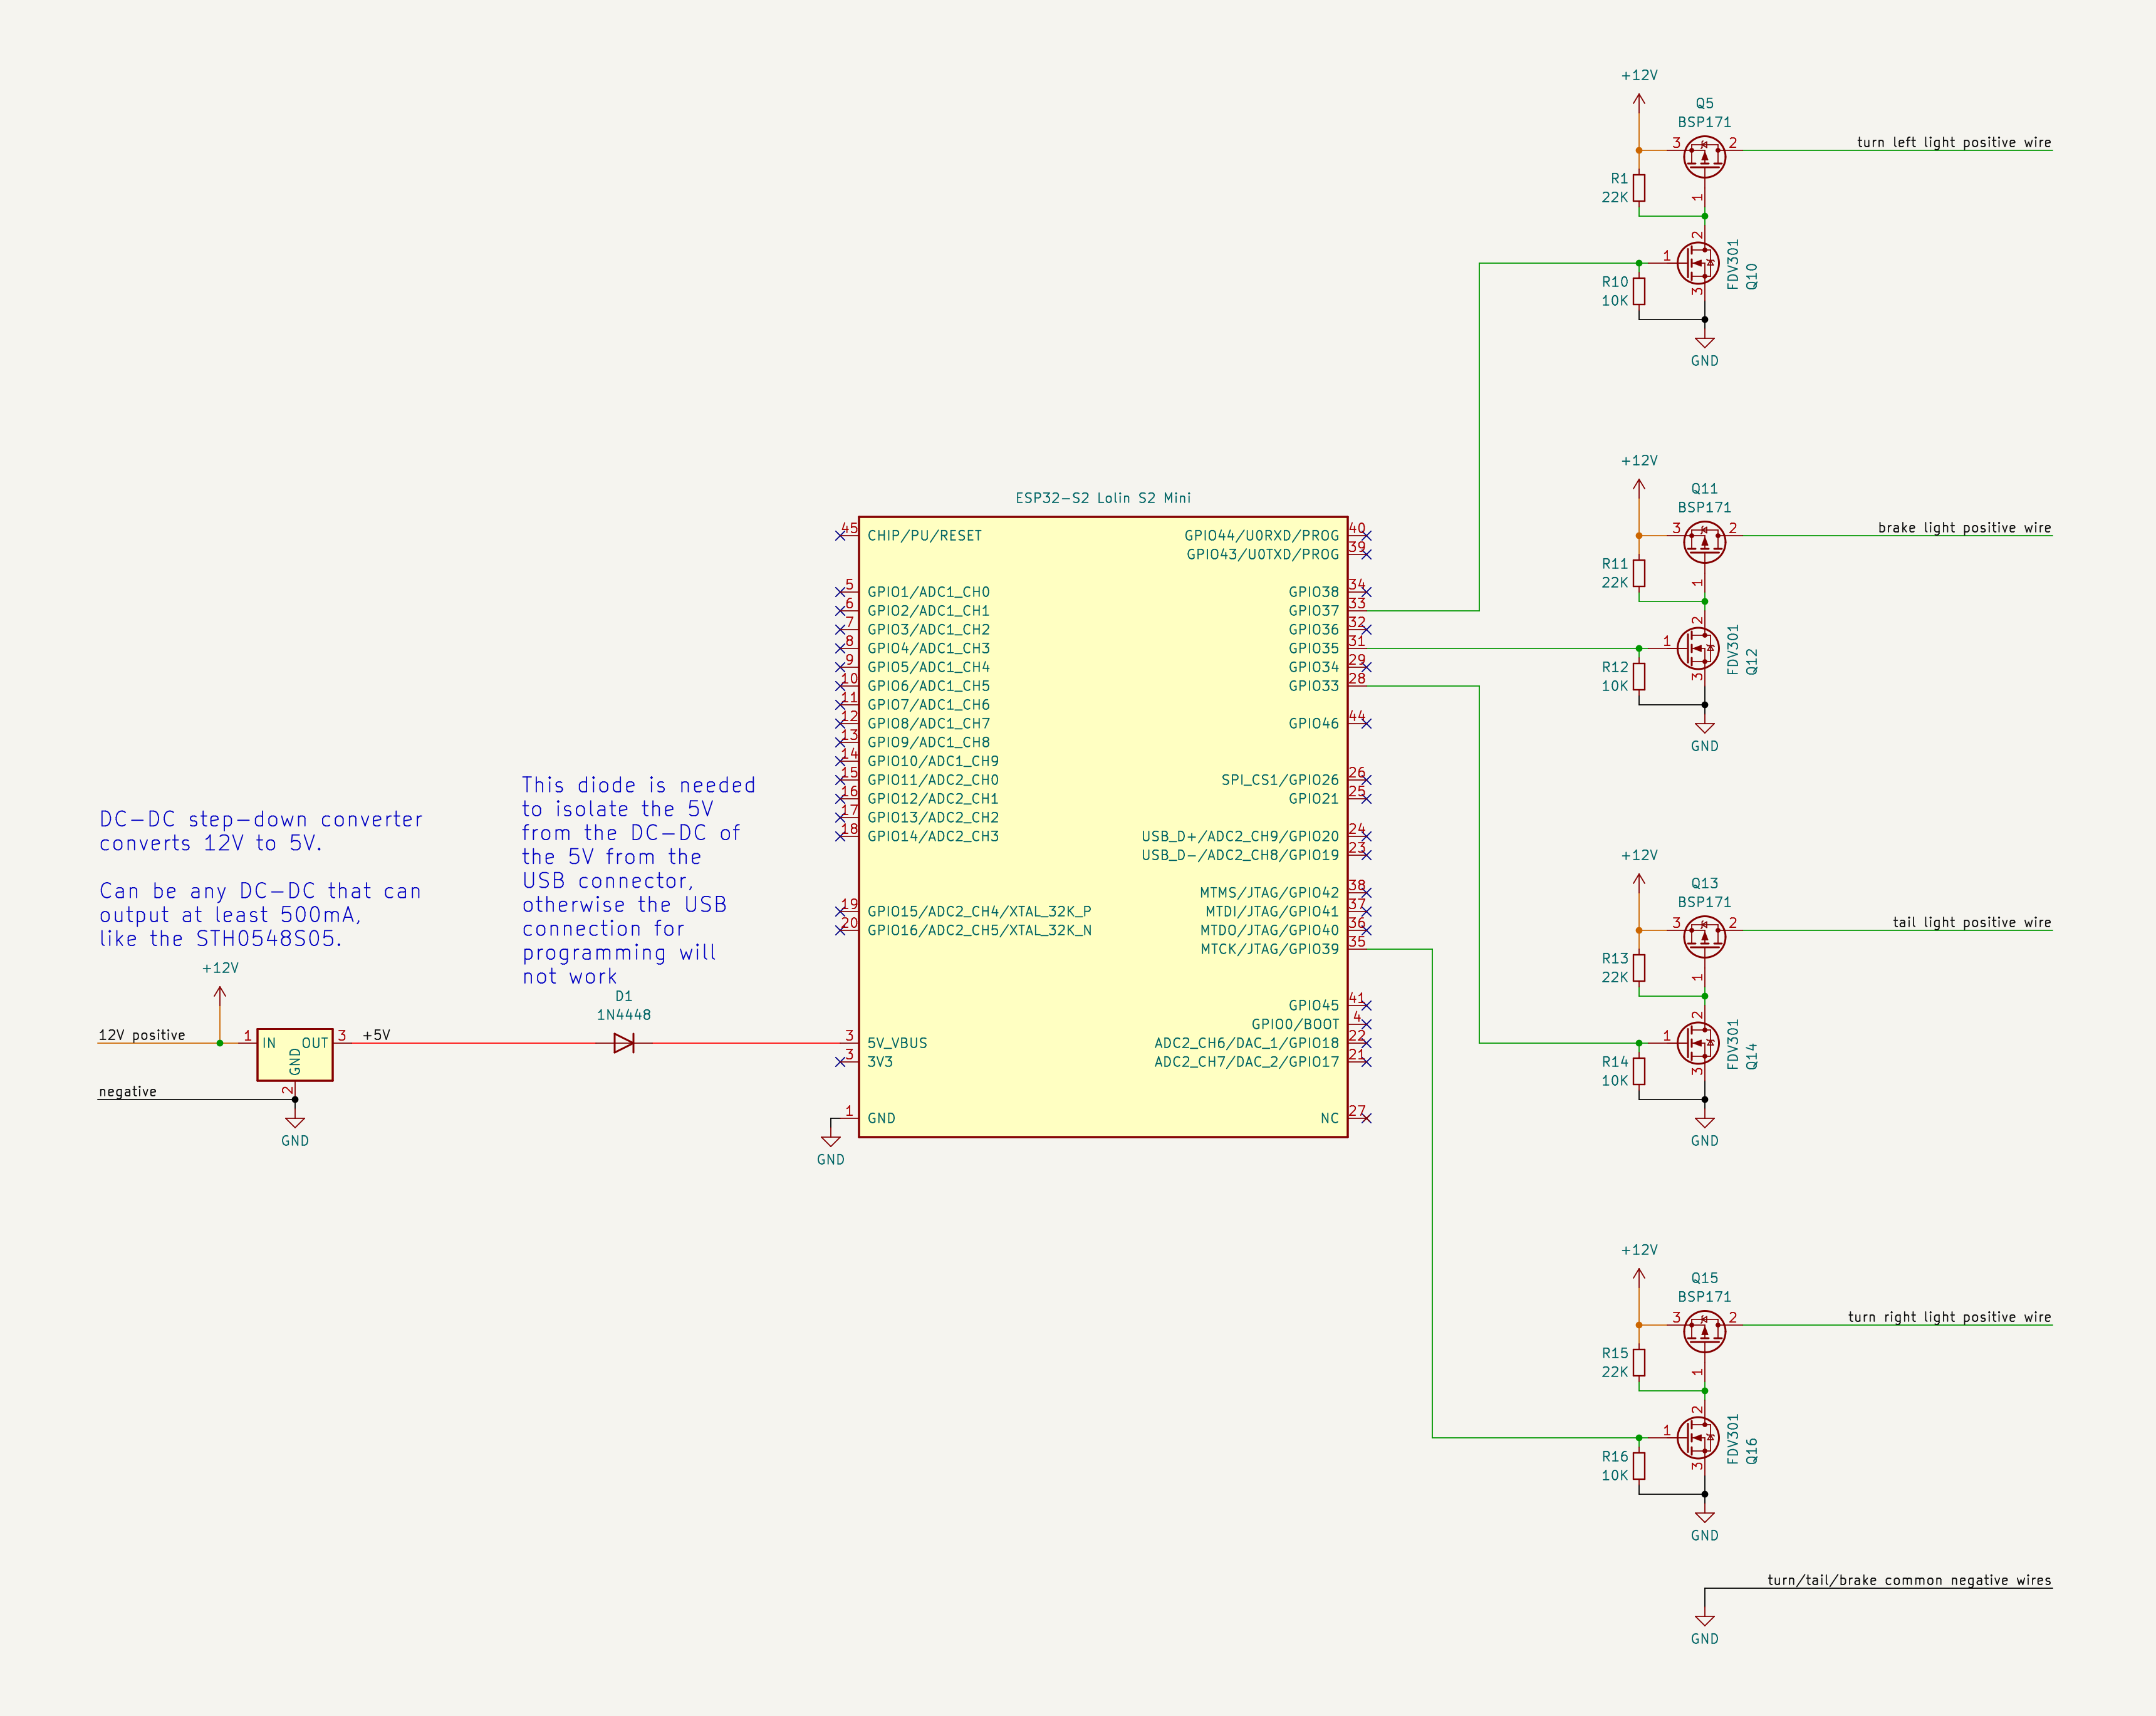 +12V
Q5
BSP171
3
2
turn left light positive wire
R1
22K
1
2
1
FDV301
Q10
R10
10K
3
GND
+12V
Q11
BSP171
3
2
brake light positive wire
R11
22K
1
2
1
FDV301
Q12
R12
10K
3
GND
ESP32-S2 Lolin S2 Mini
45
CHIP/PU/RESET
5
GPIO1/ADC1_CH0
6
GPIO2/ADC1_CH1
7
GPIO3/ADC1_CH2
8
GPIO4/ADC1_CH3
9
GPIO5/ADC1_CH4
10
GPIO6/ADC1_CH5
11
GPIO7/ADC1_CH6
12
GPIO8/ADC1_CH7
13
GPIO9/ADC1_CH8
14
GPIO10/ADC1_CH9
15
GPIO11/ADC2_CH0
16
GPIO12/ADC2_CH1
17
GPIO13/ADC2_CH2
18
GPIO14/ADC2_CH3
19
GPIO15/ADC2_CH4/XTAL_32K_P
20
GPIO16/ADC2_CH5/XTAL_32K_N
3
5V_VBUS
3
3V3
1
GND
GND
GPIO44/U0RXD/PROG
40
GPIO43/U0TXD/PROG
39
GPIO38
34
GPIO37
33
GPIO36
32
GPIO35
31
GPIO34
29
GPIO33
28
GPIO46
44
SPI_CS1/GPIO26
26
GPIO21
25
USB_D+/ADC2_CH9/GPIO20
24
USB_D-/ADC2_CH8/GPIO19
23
MTMS/JTAG/GPIO42
38
MTDI/JTAG/GPIO41
37
MTDO/JTAG/GPIO40
36
MTCK/JTAG/GPIO39
35
GPIO45
41
GPIO0/BOOT
4
ADC2_CH6/DAC_1/GPIO18
22
ADC2_CH7/DAC_2/GPIO17
21
NC
27
DC-DC step-down converter
converts 12V to 5V.
Can be any DC-DC that can
output at least 500mA,
like the STH0548S05.
+12V
12V positive
1
IN
OUT
GND
3
+5V
2
negative
GND
This diode is needed
to isolate the 5V
from the DC-DC of
the 5V from the
USB connector,
otherwise the USB
connection for
programming will
not work
D1
1N4448
+12V
Q13
BSP171
3
2
tail light positive wire
R13
22K
1
2
1
FDV301
Q14
R14
10K
3
GND
+12V
Q15
BSP171
3
2
turn right light positive wire
R15
22K
1
2
1
FDV301
Q16
R16
10K
3
GND
turn/tail/brake common negative wires
GND